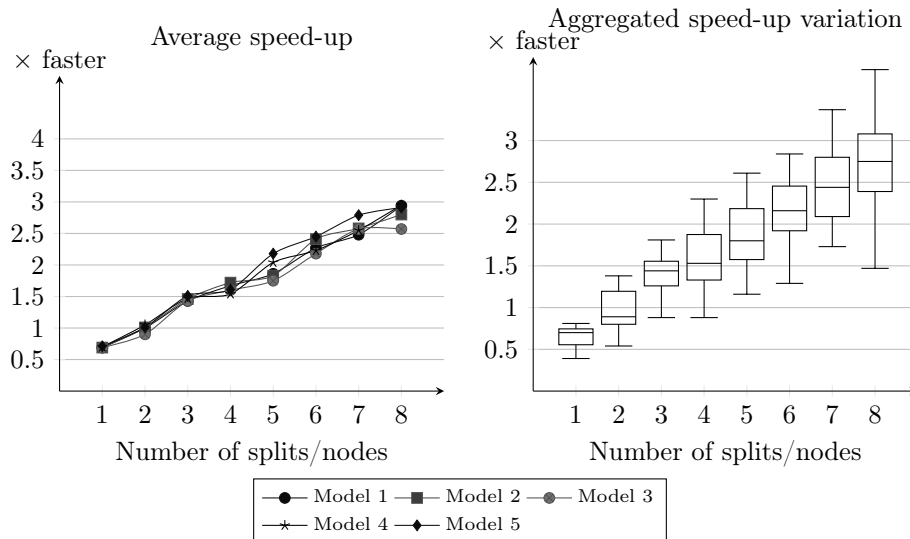 Average speed-up
× faster
4
3.5
3
2.5
2
1.5
1
0.5
1 2 3 4 5 6 7 8
Number of splits/nodes
Aggregated speed-up variation
× faster
3
2.5
2
1.5
1
0.5
1 2 3 4 5 6 7 8
Number of splits/nodes
Model 1 Model 2 Model 3
Model 4 Model 5